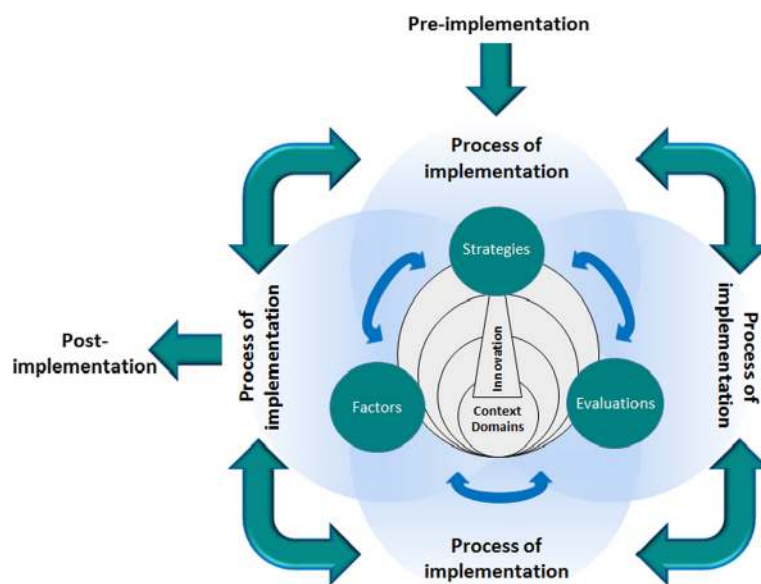 Pre-implementation
Process of
implementation
Strategies
Process of
implementation
Innovation
Process of
implementation
Post-
implementation
Factors
Context
Domains
Evaluations
Process of
implementation